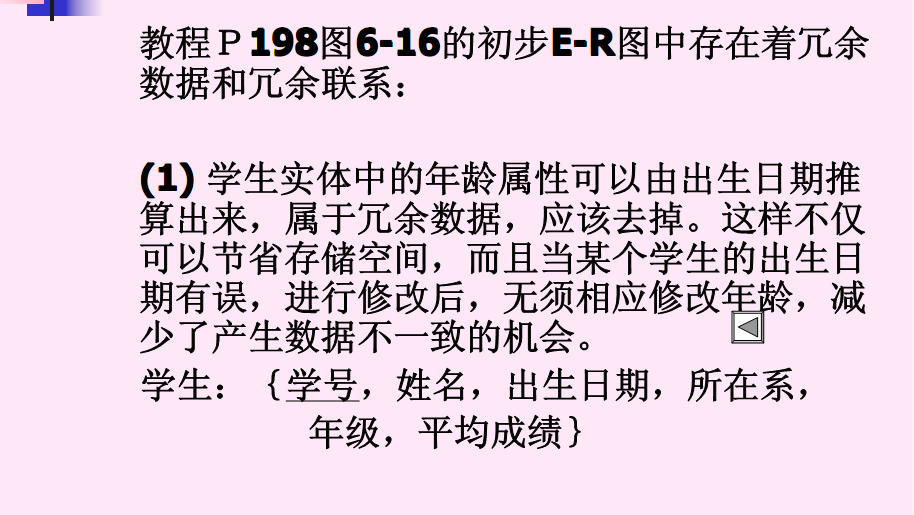 教程Ｐ198图6-16的初步E-R图中存在着冗余
数据和冗余联系：
(1) 学生实体中的年龄属性可以由出生日期推
算出来，属于冗余数据，应该去掉。这样不仅
可以节省存储空间，而且当某个学生的出生日
期有误，进行修改后，无须相应修改年龄，减
少了产生数据不一致的机会。
学生：｛学号，姓名，出生日期，所在系，
年级，平均成绩｝